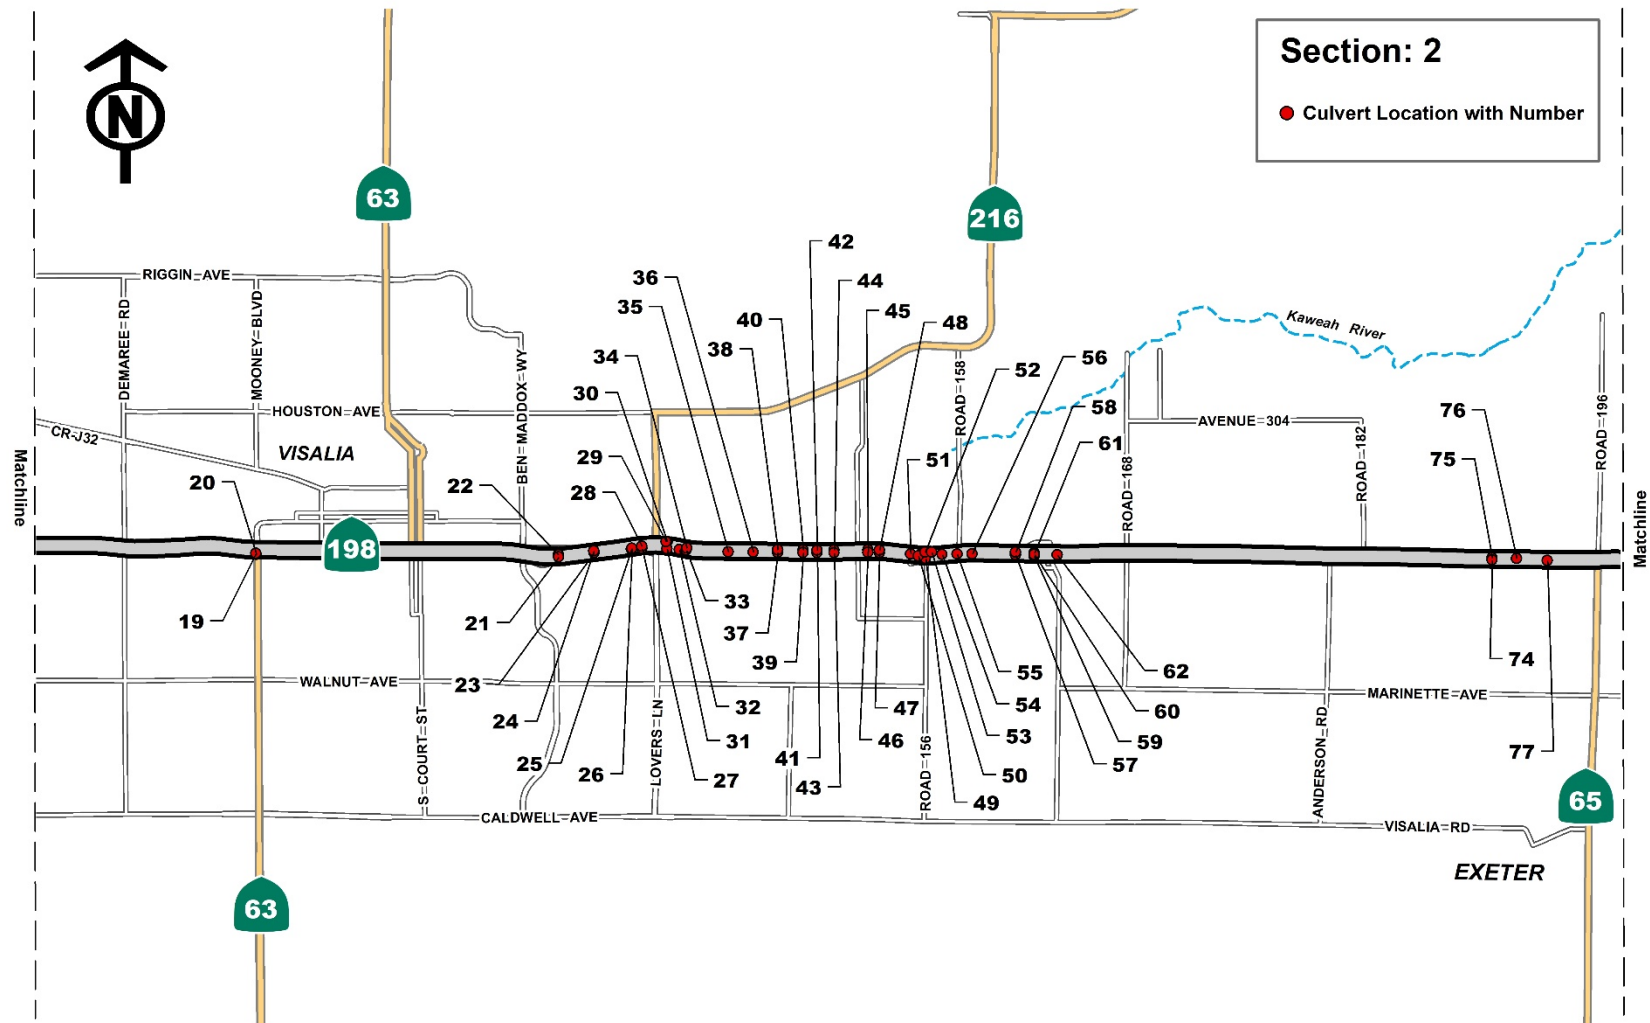 Section: 2
Culvert Location with Number
N
63
216
42
RIGGIN AVE
36
44
35
45
Kaweah River
40
48
DEMAREE RD
MOONEY BLVD
38
34
56
52
BEN MADDOX WY
ROAD 158
30
HOUSTON AVE
58
76
AVENUE 304
CR-J32
VISALIA
61
ROAD 182
ROAD 196
29
51
75
20
22
28
ROAD 168
Matchline
Matchline
198
19
21
33
37
39
55
74
62
23
WALNUT AVE
MARINETTE AVE
32
47
54
60
24
LOVERS LN
31
46
53
59
77
S COURT ST
25
26
27
41
43
50
57
ROAD 156
49
ANDERSON RD
65
CALDWELL AVE
VISALIA RD
EXETER
63